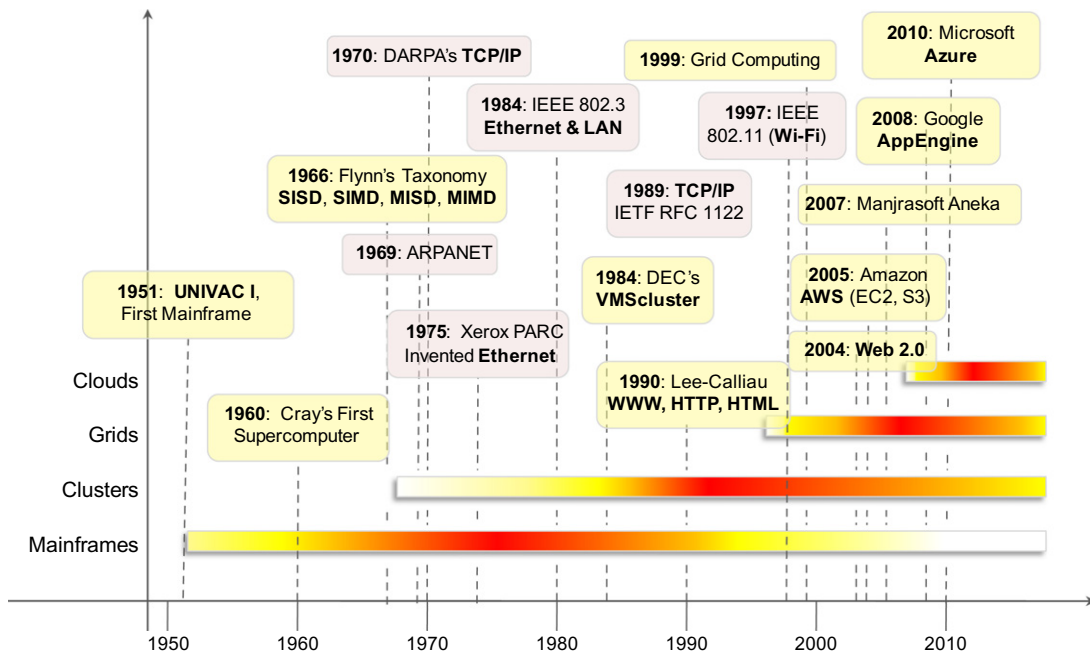 2010: Microsoft
Azure
1970: DARPA's TCP/IP
1999: Grid Computing
1984: IEEE 802.3
Ethernet & LAN
1997: IEEE
802.11 (Wi-Fi)
2008: Google
AppEngine
1966: Flynn's Taxonomy
SISD, SIMD, MISD, MIMD
1989: TCP/IP
IETF RFC 1122
2007: Manjrasoft Aneka
1969: ARPANET
1951: UNIVAC I,
First Mainframe
1984: DEC's
VMScluster
2005: Amazon
AWS (EC2, S3)
1975: Xerox PARC
Invented Ethernet
2004: Web 2.0
Clouds
1990: Lee-Calliau
WWW, HTTP, HTML
1960: Cray's First
Supercomputer
Grids
Clusters
Mainframes
1950 1960 1970 1980 1990 2000 2010